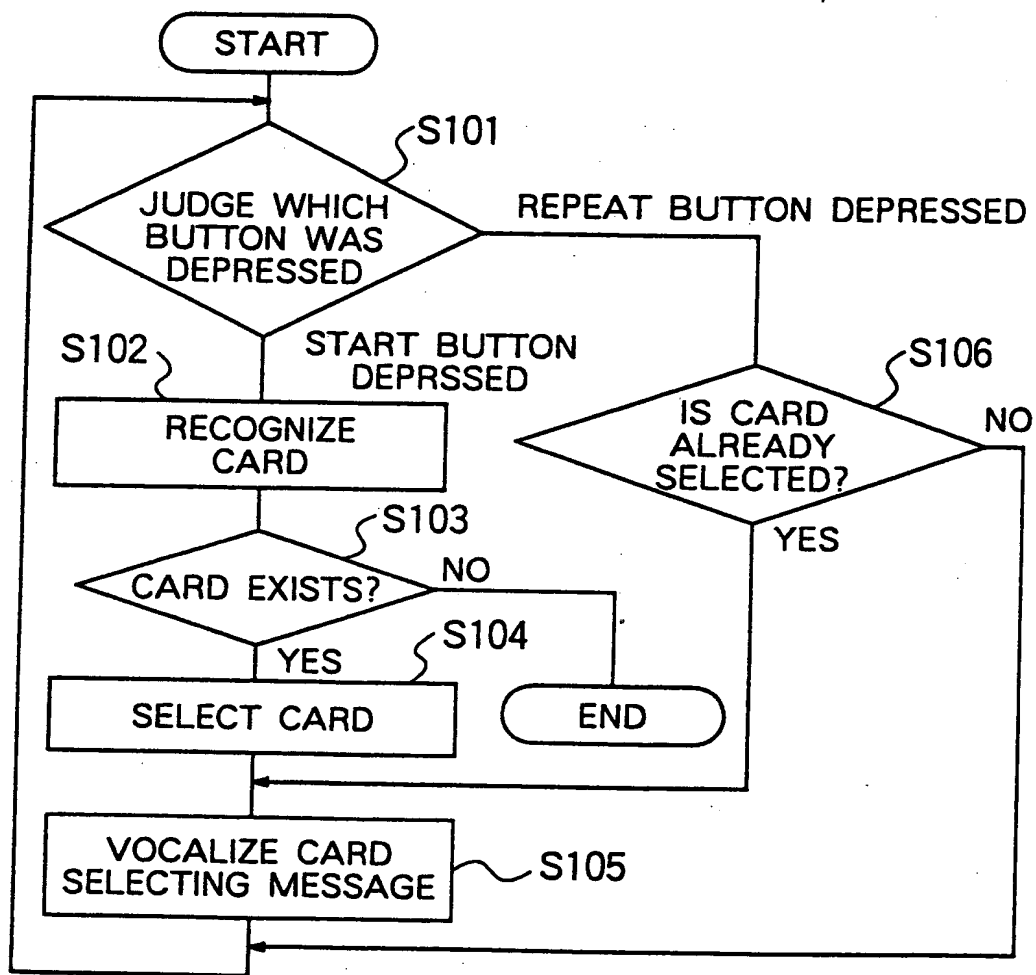 START
S101
JUDGE WHICH
BUTTON WAS
DEPRESSED
REPEAT BUTTON DEPRESSED
START BUTTON
DEPRSSED
S102
RECOGNIZE
CARD
S106
IS CARD
ALREADY
SELECTED?
NO
YES
S103
CARD EXISTS?
NO
YES
S104
SELECT CARD
END
VOCALIZE CARD
SELECTING MESSAGE
S105